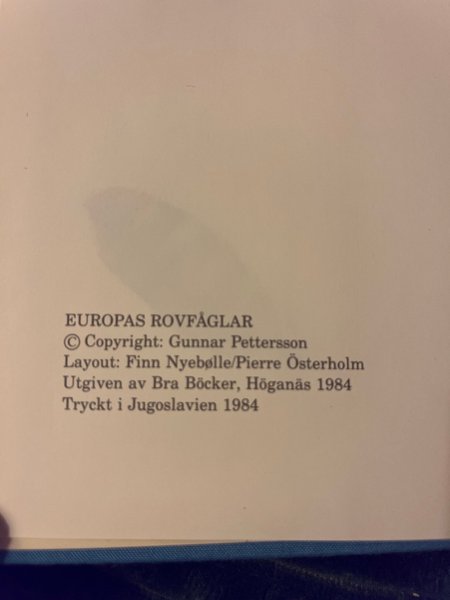 EUROPAS ROVFÅGLAR
© Copyright: Gunnar Pettersson
Layout: Finn Nyebølle/Pierre Österholm
Utgiven av Bra Böcker, Höganäs 1984
Tryckt i Jugoslavien 1984